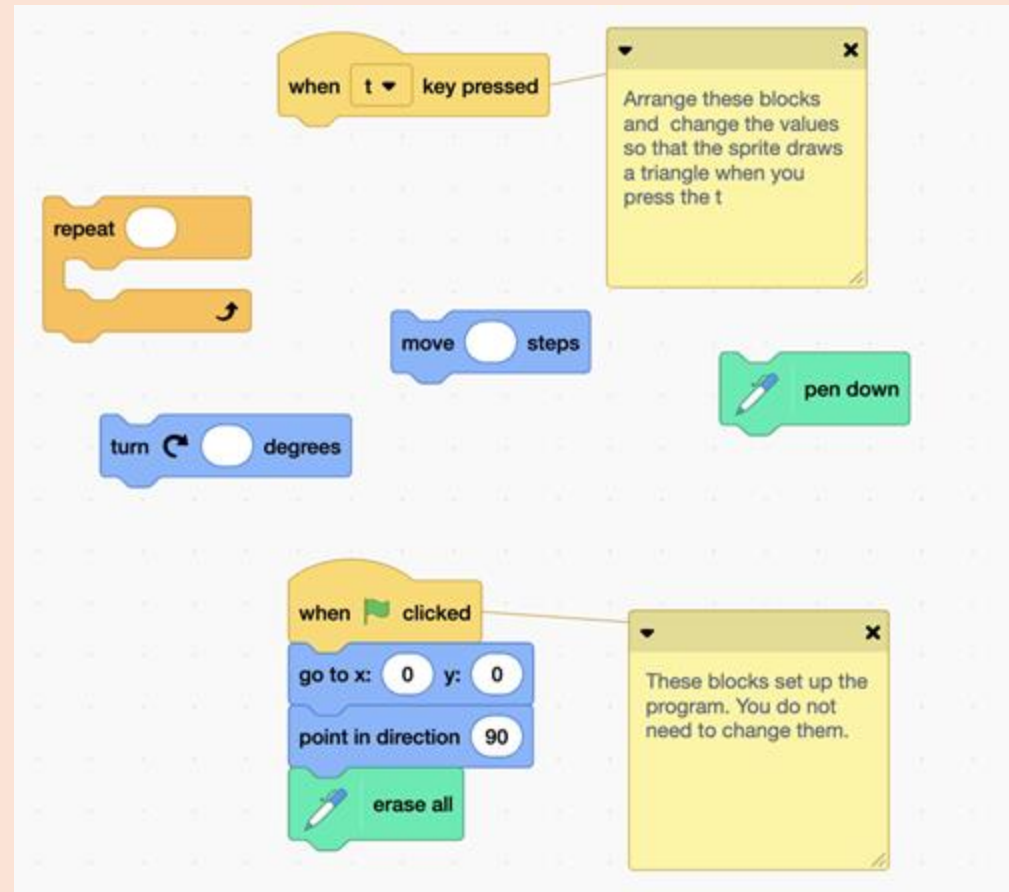 when t key pressed
Arrange these blocks
and change the values
so that the sprite draws
a triangle when you
press the t
repeat
move steps
pen down
turn degrees
when clicked
go to x: 0 y: 0
point in direction 90
erase all
These blocks set up the
program. You do not
need to change them.